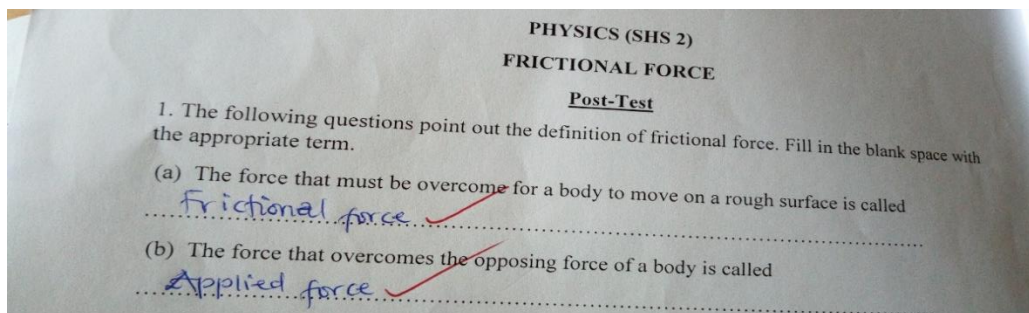 PHYSICS (SHS 2)
FRICTIONAL FORCE
Post-Test
1. The following questions point out the definition of frictional force. Fill in the blank space with
the appropriate term.
(a) The force that must be overcome for a body to move on a rough surface is called
Frictional force
(b) The force that overcomes the opposing force of a body is called
Applied force